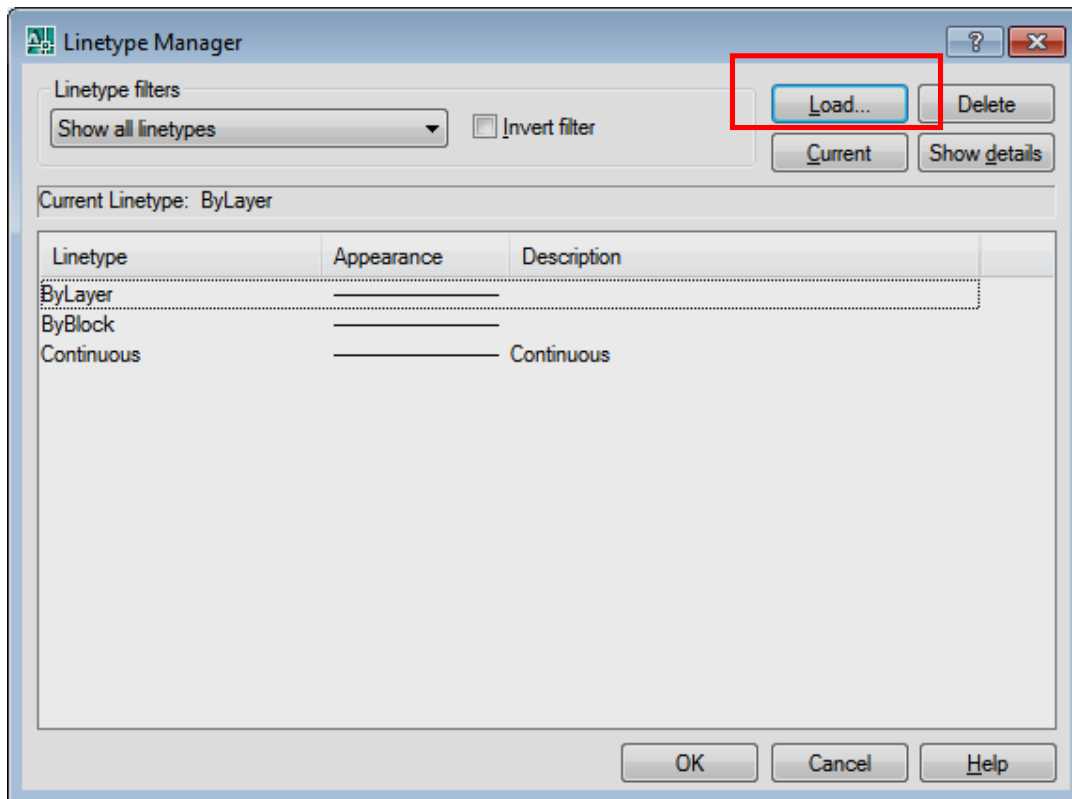 Linetype Manager
Linetype filters
Show all linetypes
Invert filter
Load...
Delete
Current
Show details
Current Linetype: ByLayer
Linetype Appearance Description
ByLayer
ByBlock
Continuous Continuous
OK Cancel Help